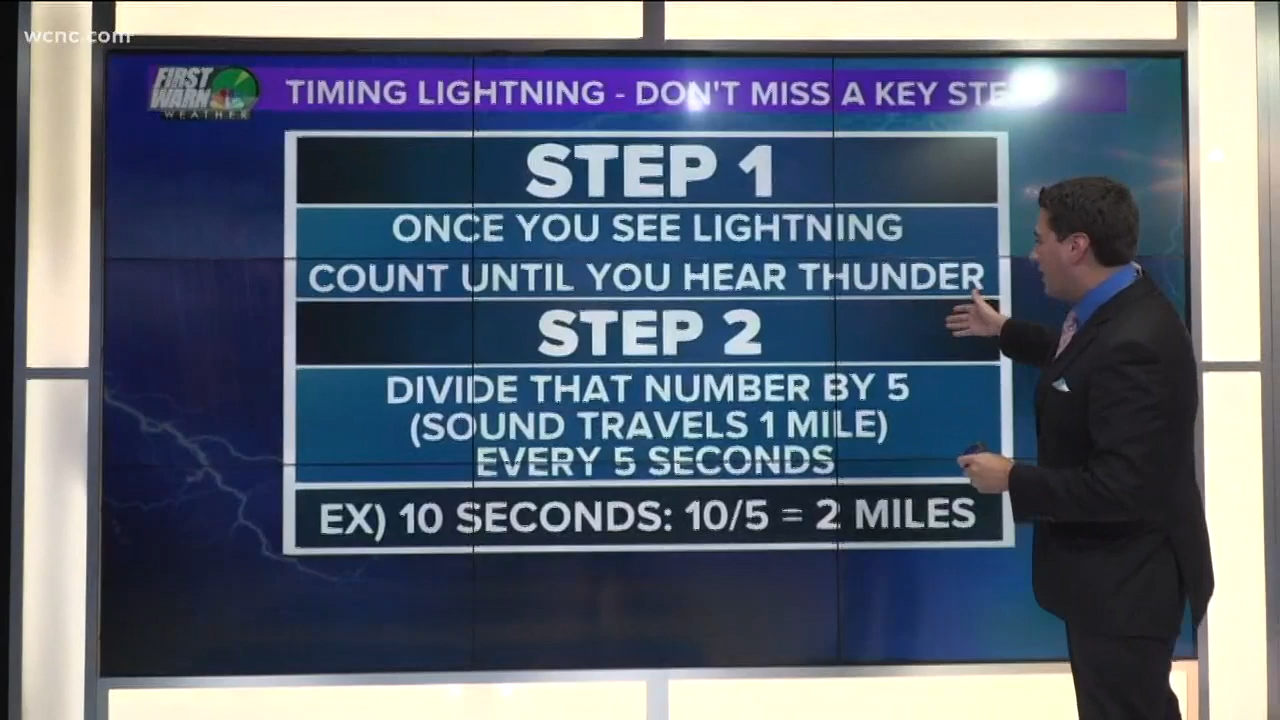 wcnc.com
FIRST
WARN
WEATHER
TIMING LIGHTNING - DON'T MISS A KEY STE
STEP 1
ONCE YOU SEE LIGHTNING
COUNT UNTIL YOU HEAR THUNDER
STEP 2
DIVIDE THAT NUMBER BY 5
(SOUND TRAVELS 1 MILE)
EVERY 5 SECONDS
EX) 10 SECONDS: 10/5 = 2 MILES